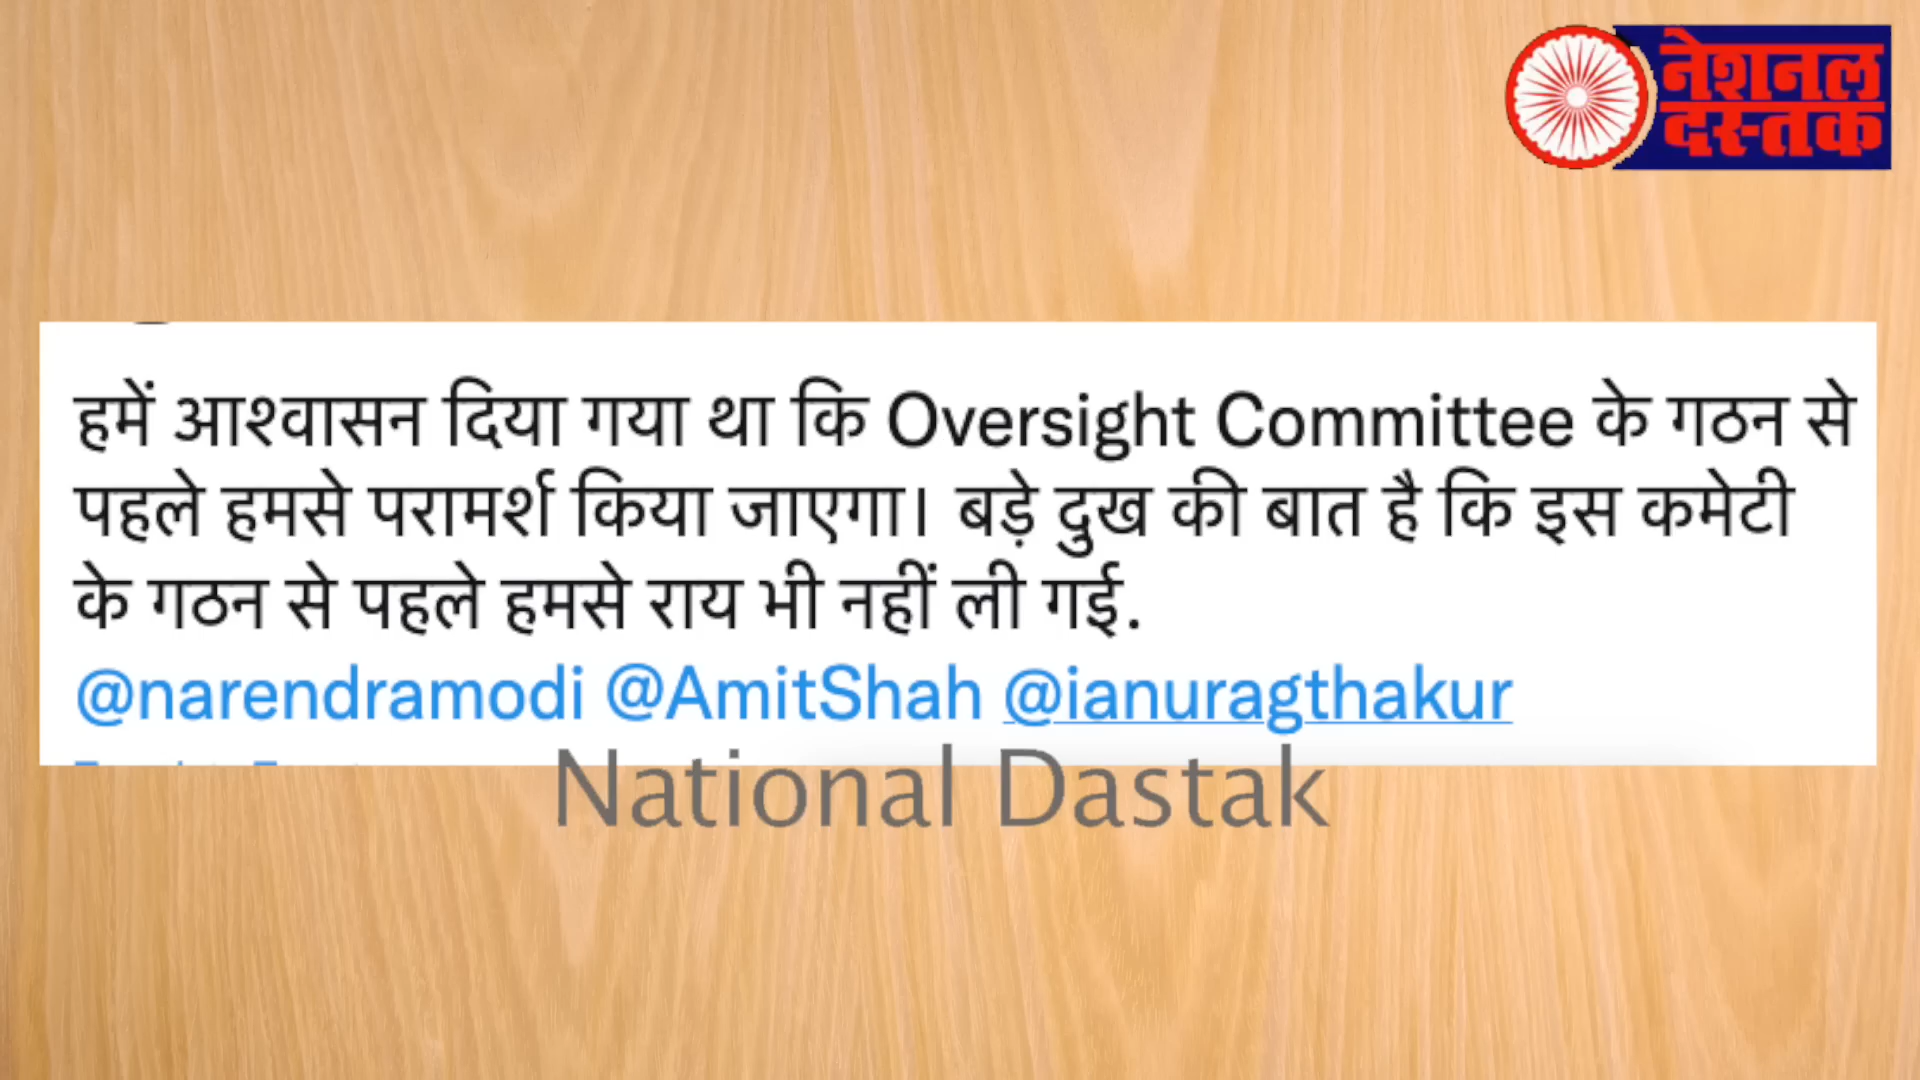 नेशनल
दस्तक
हमें आश्वासन दिया गया था कि Oversight Committee के गठन से
पहले हमसे परामर्श किया जाएगा। बड़े दुख की बात है कि इस कमेटी
के गठन से पहले हमसे राय भी नहीं ली गई.
@narendramodi @AmitShah @ianuragthakur
National Dastak